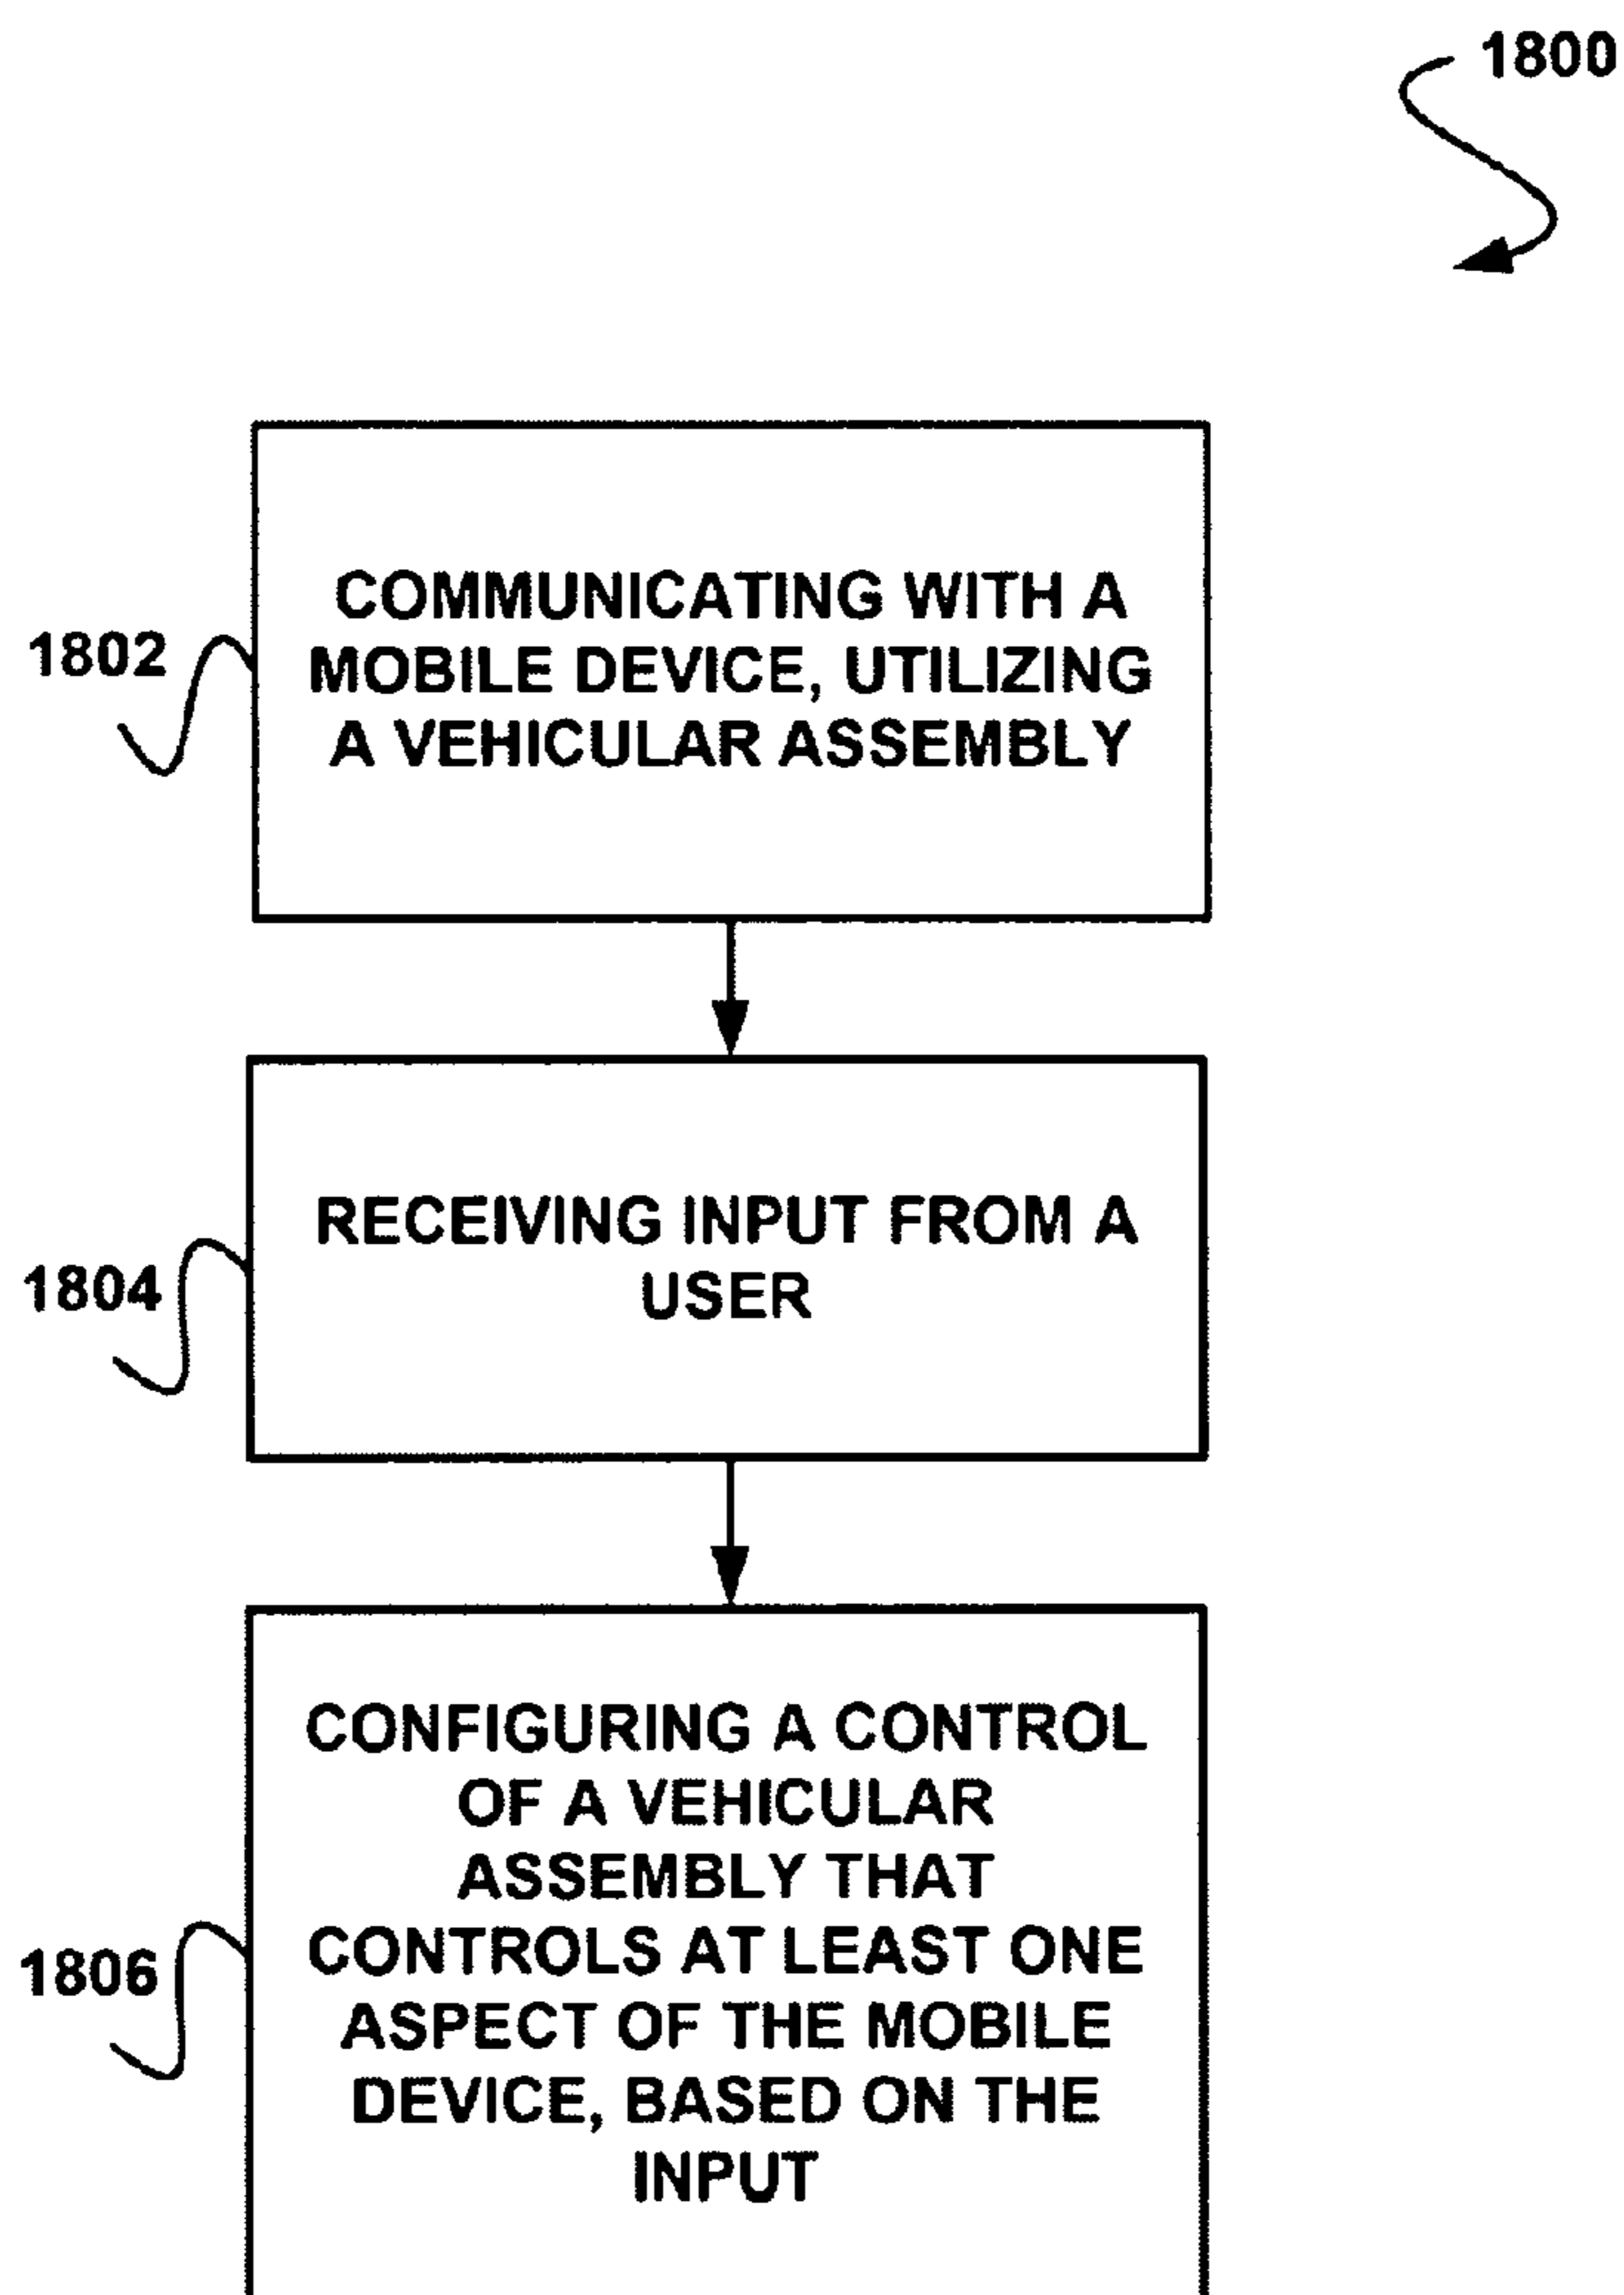 1800
COMMUNICATING WITH A
MOBILE DEVICE, UTILIZING
A VEHICULAR ASSEMBLY
1802
RECEIVING INPUT FROM A
USER
1804
CONFIGURING A CONTROL
OF A VEHICULAR
ASSEMBLY THAT
CONTROLS AT LEAST ONE
ASPECT OF THE MOBILE
DEVICE, BASED ON THE
INPUT
1806